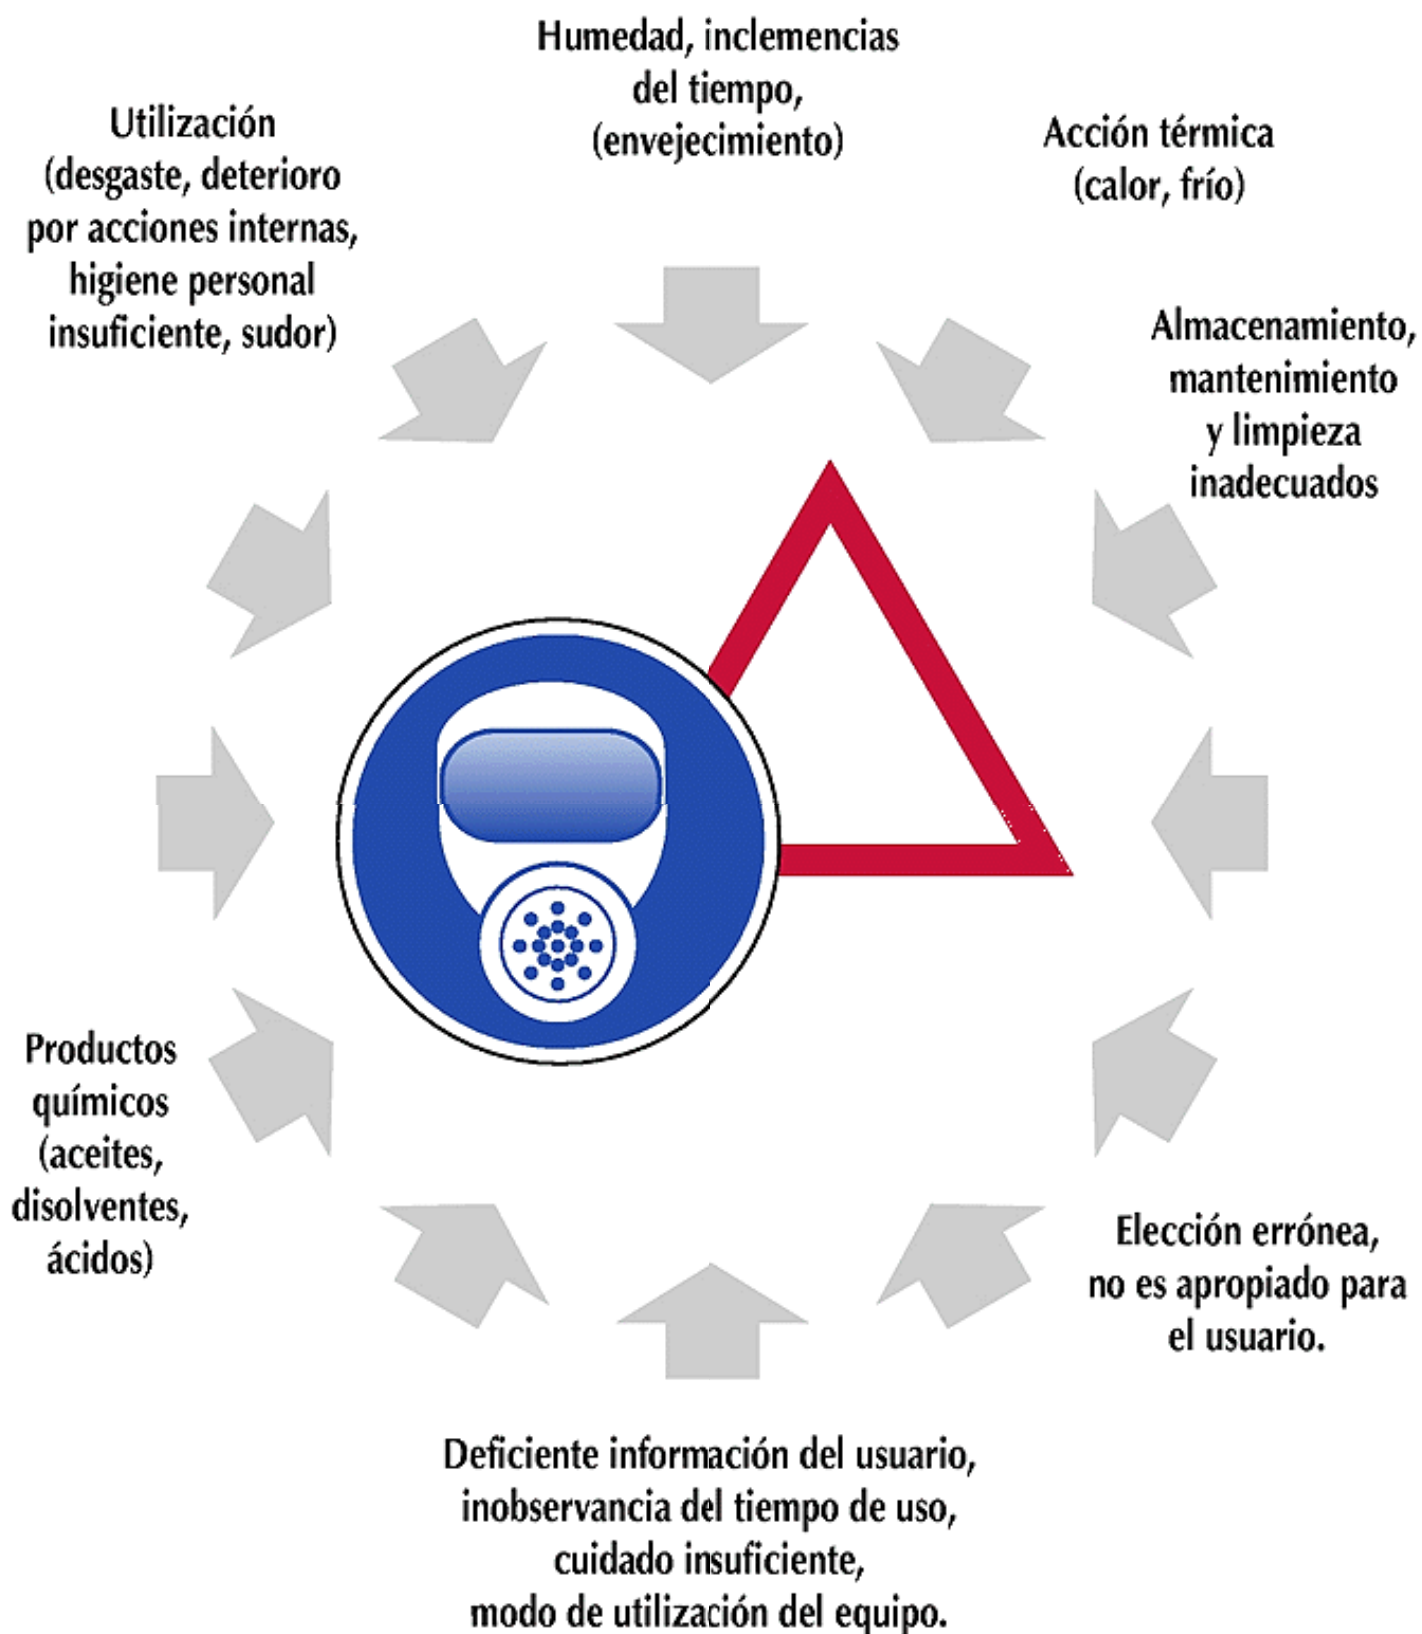 Humedad, inclemencias
del tiempo,
(envejecimiento)
Utilización
(desgaste, deterioro
por acciones internas,
higiene personal
insuficiente, sudor)
Acción térmica
(calor, frío)
Almacenamiento,
mantenimiento
y limpieza
inadecuados
Productos
químicos
(aceites,
disolventes,
ácidos)
Elección errónea,
no es apropiado para
el usuario.
Deficiente información del usuario,
inobservancia del tiempo de uso,
cuidado insuficiente,
modo de utilización del equipo.